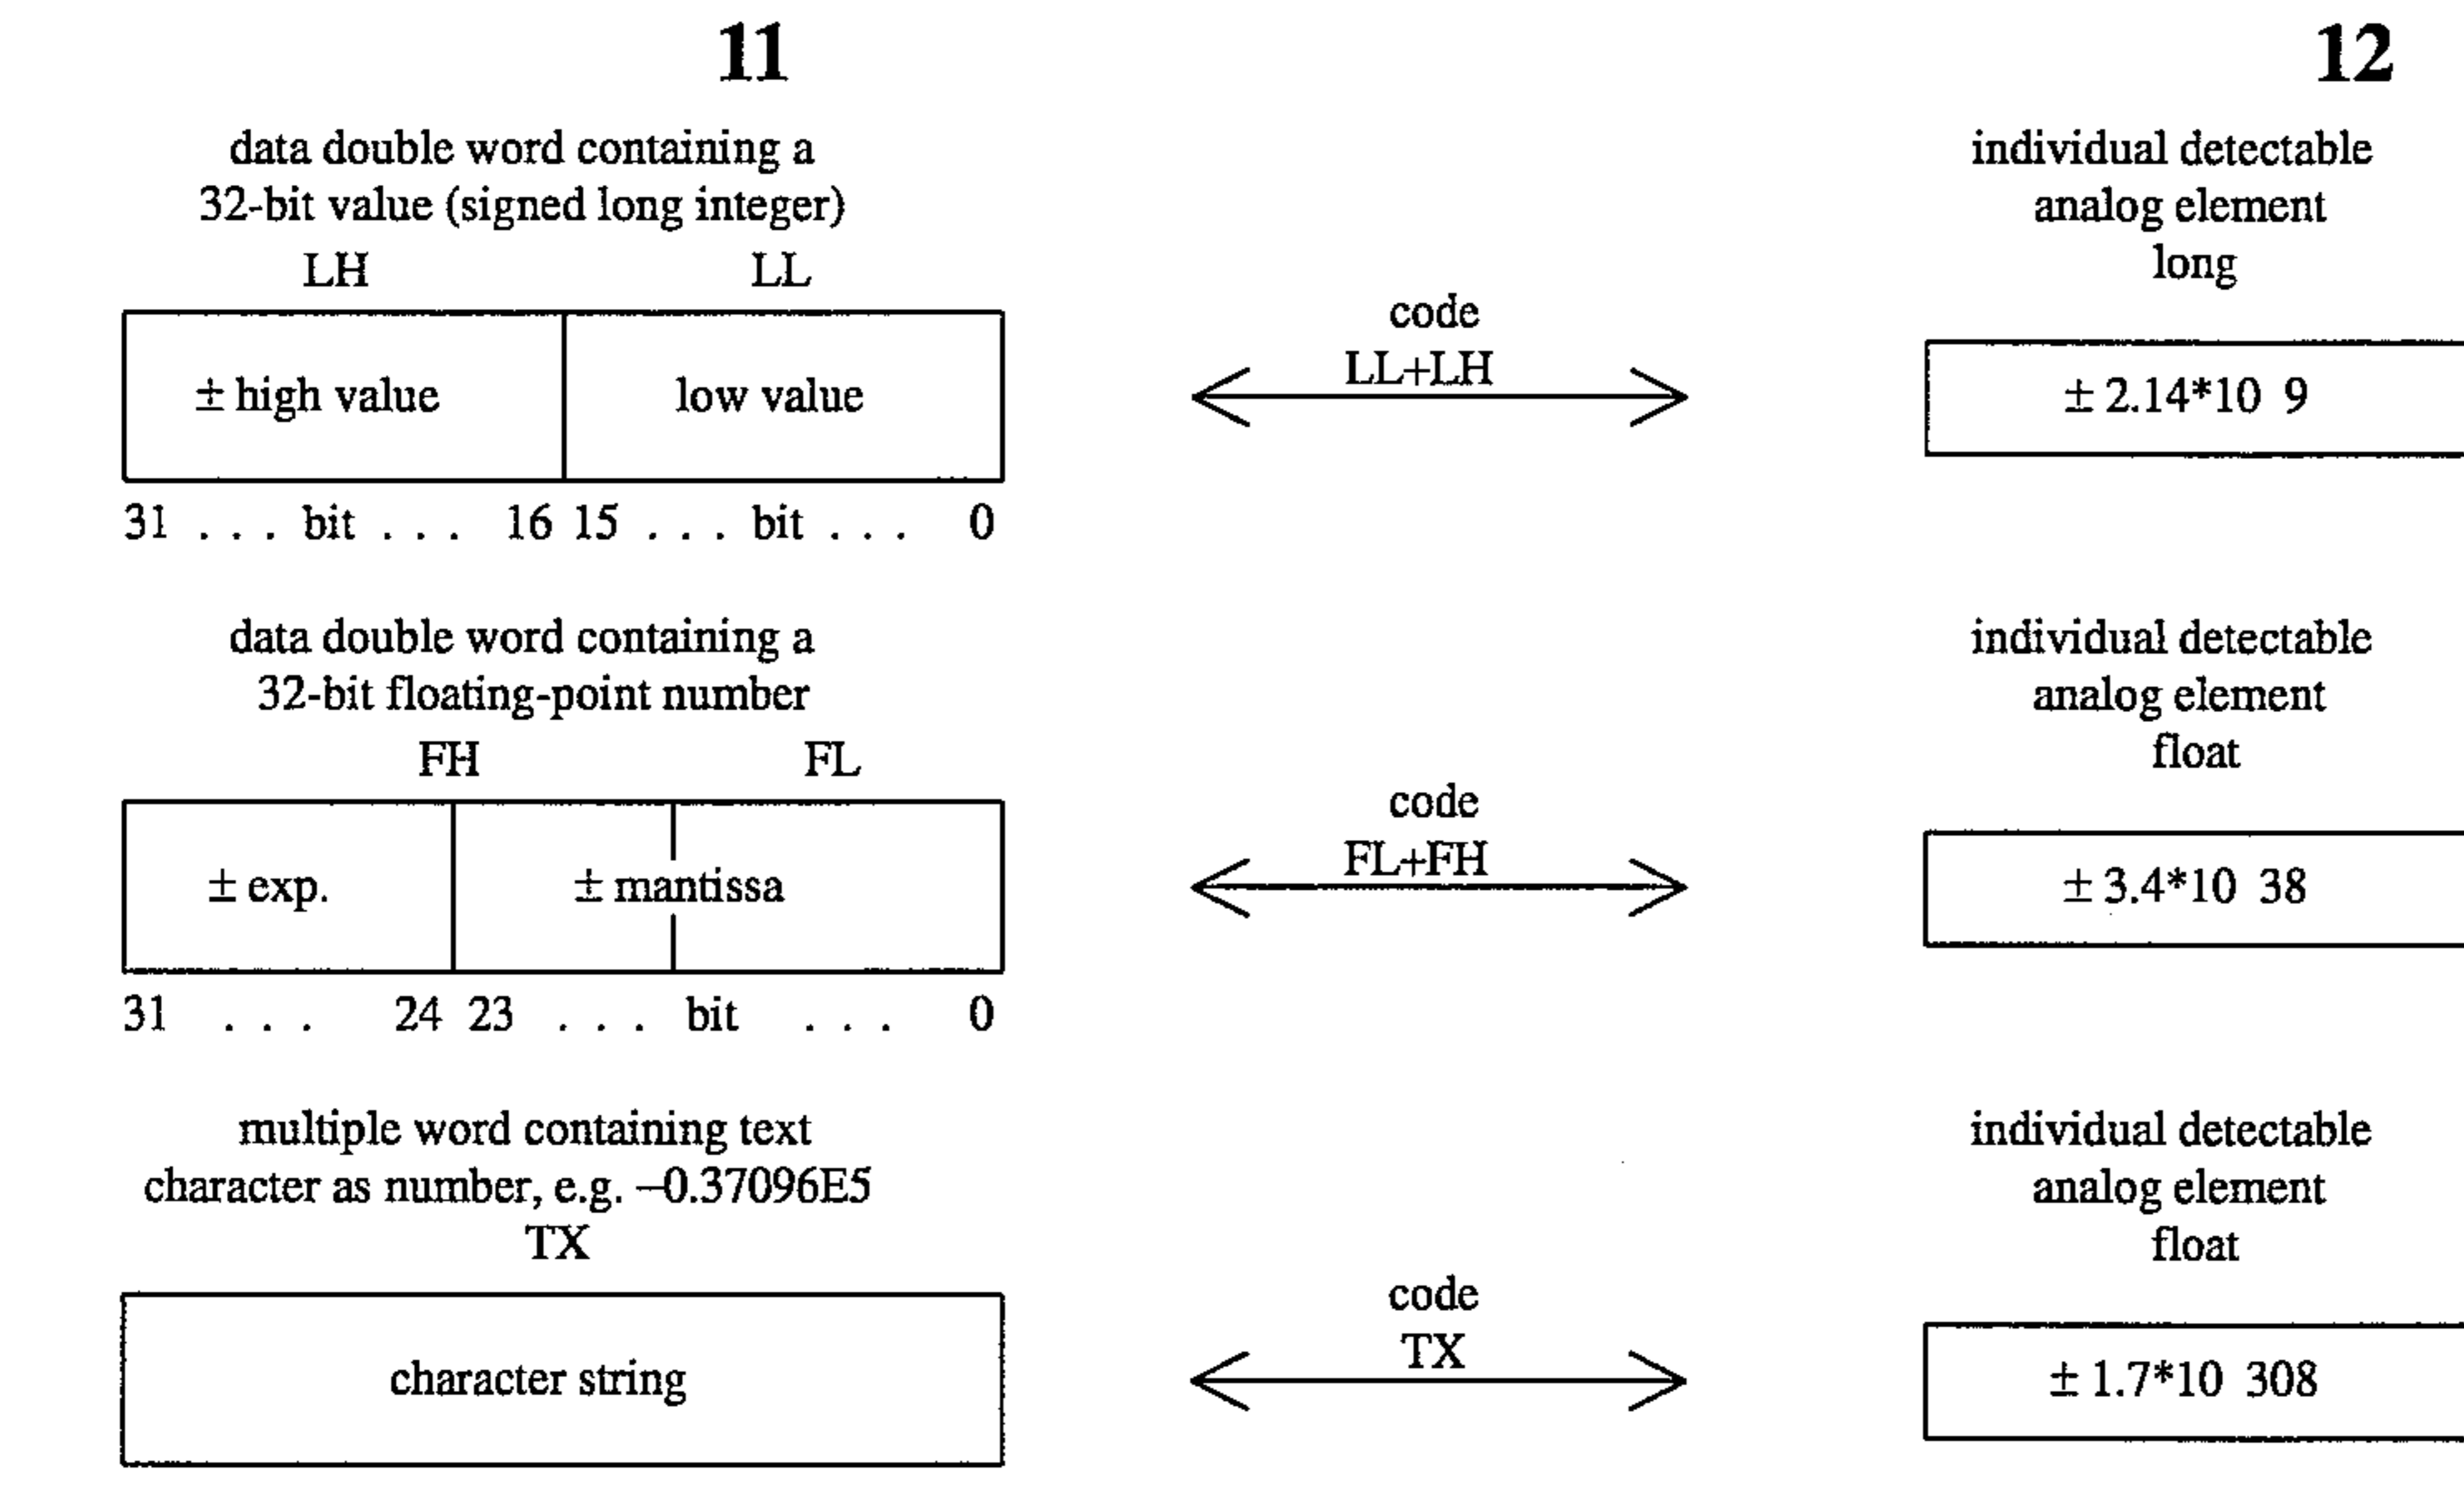 11
12
data double word containing a
32-bit value (signed long integer)
LH LL
± high value low value
31 . . . bit . . . 16 15 . . . bit . . . 0
code
LL+LH
individual detectable
analog element
long
± 2.14*10 9
data double word containing a
32-bit floating-point number
FH FL
± exp. ± mantissa
31 . . . 24 23 . . . bit . . . 0
code
FL+FH
individual detectable
analog element
float
± 3.4*10 38
multiple word containing text
character as number, e.g. –0.37096E5
TX
character string
code
TX
individual detectable
analog element
float
± 1.7*10 308